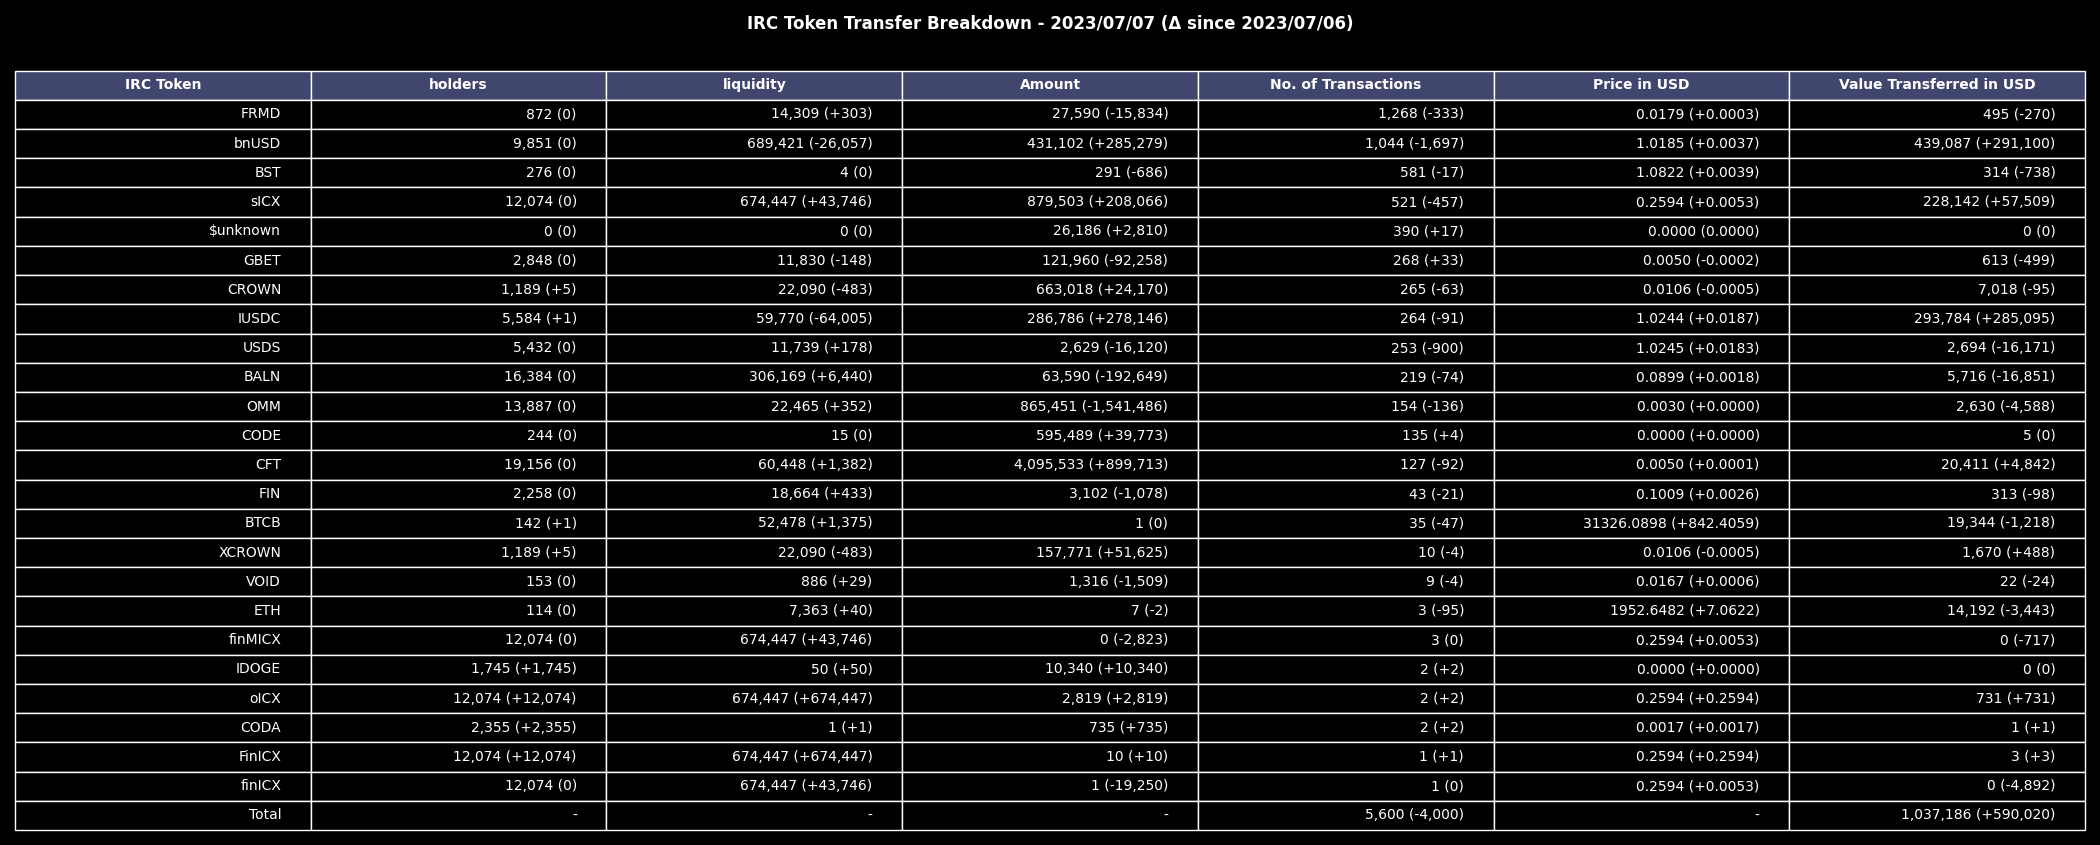 IRC Token Transfer Breakdown - 2023/07/07 (Δ since 2023/07/06)
IRC Token holders liquidity Amount No. of Transactions Price in USD Value Transferred in USD
FRMD 872 (0) 14,309 (+303) 27,590 (-15,834) 1,268 (-333) 0.0179 (+0.0003) 495 (-270)
bnUSD 9,851 (0) 689,421 (-26,057) 431,102 (+285,279) 1,044 (-1,697) 1.0185 (+0.0037) 439,087 (+291,100)
BST 276 (0) 4 (0) 291 (-686) 581 (-17) 1.0822 (+0.0039) 314 (-738)
sICX 12,074 (0) 674,447 (+43,746) 879,503 (+208,066) 521 (-457) 0.2594 (+0.0053) 228,142 (+57,509)
$unknown 0 (0) 0 (0) 26,186 (+2,810) 390 (+17) 0.0000 (0.0000) 0 (0)
GBET 2,848 (0) 11,830 (-148) 121,960 (-92,258) 268 (+33) 0.0050 (-0.0002) 613 (-499)
CROWN 1,189 (+5) 22,090 (-483) 663,018 (+24,170) 265 (-63) 0.0106 (-0.0005) 7,018 (-95)
IUSDC 5,584 (+1) 59,770 (-64,005) 286,786 (+278,146) 264 (-91) 1.0244 (+0.0187) 293,784 (+285,095)
USDS 5,432 (0) 11,739 (+178) 2,629 (-16,120) 253 (-900) 1.0245 (+0.0183) 2,694 (-16,171)
BALN 16,384 (0) 306,169 (+6,440) 63,590 (-192,649) 219 (-74) 0.0899 (+0.0018) 5,716 (-16,851)
OMM 13,887 (0) 22,465 (+352) 865,451 (-1,541,486) 154 (-136) 0.0030 (+0.0000) 2,630 (-4,588)
CODE 244 (0) 15 (0) 595,489 (+39,773) 135 (+4) 0.0000 (+0.0000) 5 (0)
CFT 19,156 (0) 60,448 (+1,382) 4,095,533 (+899,713) 127 (-92) 0.0050 (+0.0001) 20,411 (+4,842)
FIN 2,258 (0) 18,664 (+433) 3,102 (-1,078) 43 (-21) 0.1009 (+0.0026) 313 (-98)
BTCB 142 (+1) 52,478 (+1,375) 1 (0) 35 (-47) 31326.0898 (+842.4059) 19,344 (-1,218)
XCROWN 1,189 (+5) 22,090 (-483) 157,771 (+51,625) 10 (-4) 0.0106 (-0.0005) 1,670 (+488)
VOID 153 (0) 886 (+29) 1,316 (-1,509) 9 (-4) 0.0167 (+0.0006) 22 (-24)
ETH 114 (0) 7,363 (+40) 7 (-2) 3 (-95) 1952.6482 (+7.0622) 14,192 (-3,443)
finMICX 12,074 (0) 674,447 (+43,746) 0 (-2,823) 3 (0) 0.2594 (+0.0053) 0 (-717)
IDOGE 1,745 (+1,745) 50 (+50) 10,340 (+10,340) 2 (+2) 0.0000 (+0.0000) 0 (0)
oICX 12,074 (+12,074) 674,447 (+674,447) 2,819 (+2,819) 2 (+2) 0.2594 (+0.2594) 731 (+731)
CODA 2,355 (+2,355) 1 (+1) 735 (+735) 2 (+2) 0.0017 (+0.0017) 1 (+1)
FinICX 12,074 (+12,074) 674,447 (+674,447) 10 (+10) 1 (+1) 0.2594 (+0.2594) 3 (+3)
finICX 12,074 (0) 674,447 (+43,746) 1 (-19,250) 1 (0) 0.2594 (+0.0053) 0 (-4,892)
Total - - - 5,600 (-4,000) - 1,037,186 (+590,020)